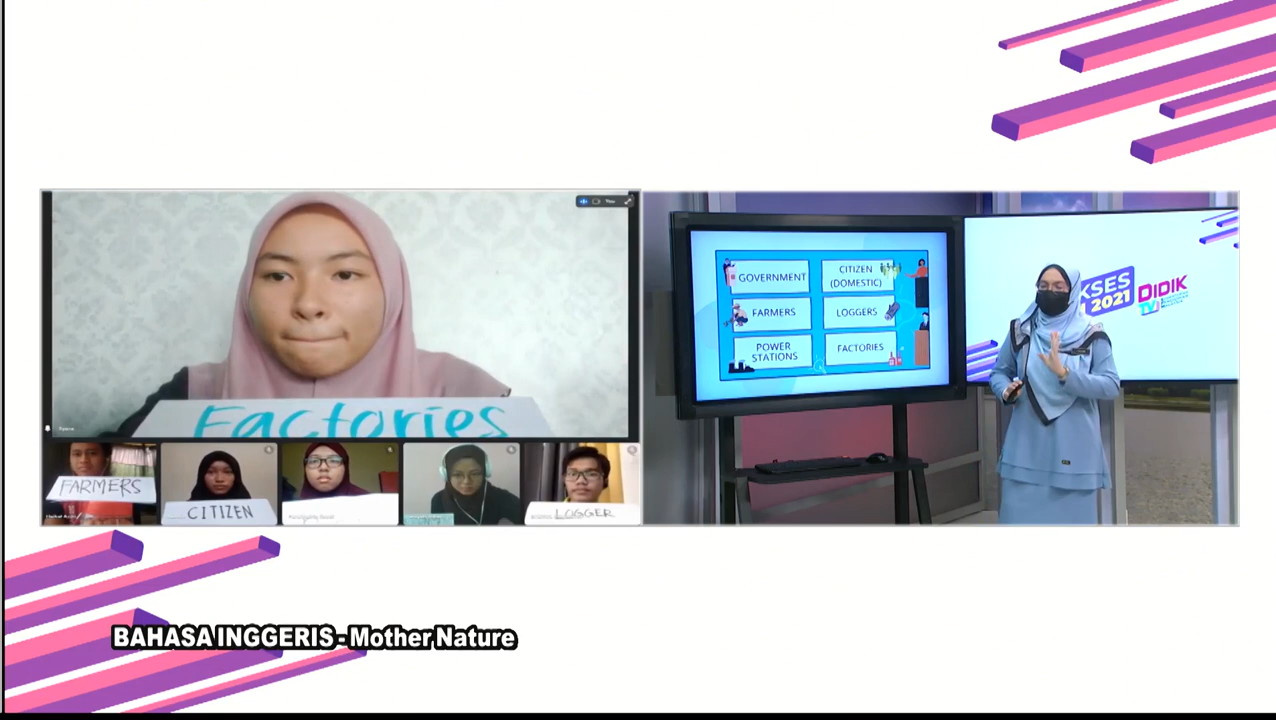 Factories
FARMERS
CITIZEN
LOGGER
GOVERNMENT
CITIZEN
(DOMESTIC)
FARMERS
LOGGERS
POWER
STATIONS
FACTORIES
KSES
2021
DIDIK
TV
BAHASA INGGERIS - Mother Nature